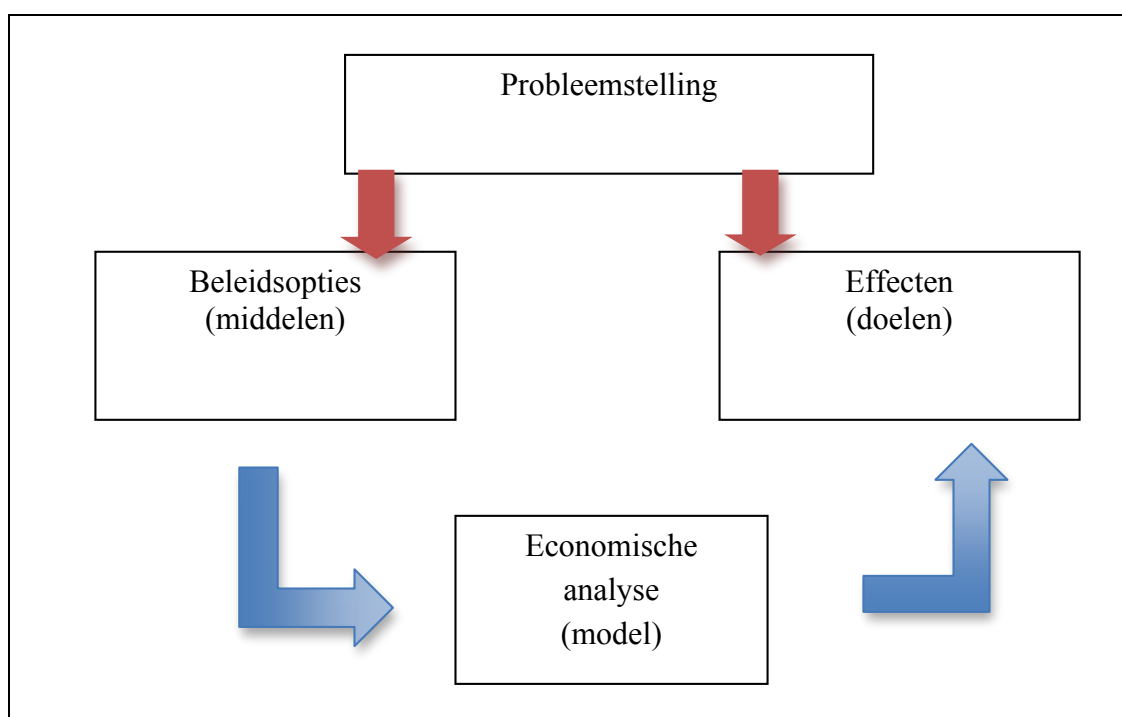 Probleemstelling
Beleidsopties
(middelen)
Effecten
(doelen)
Economische
analyse
(model)